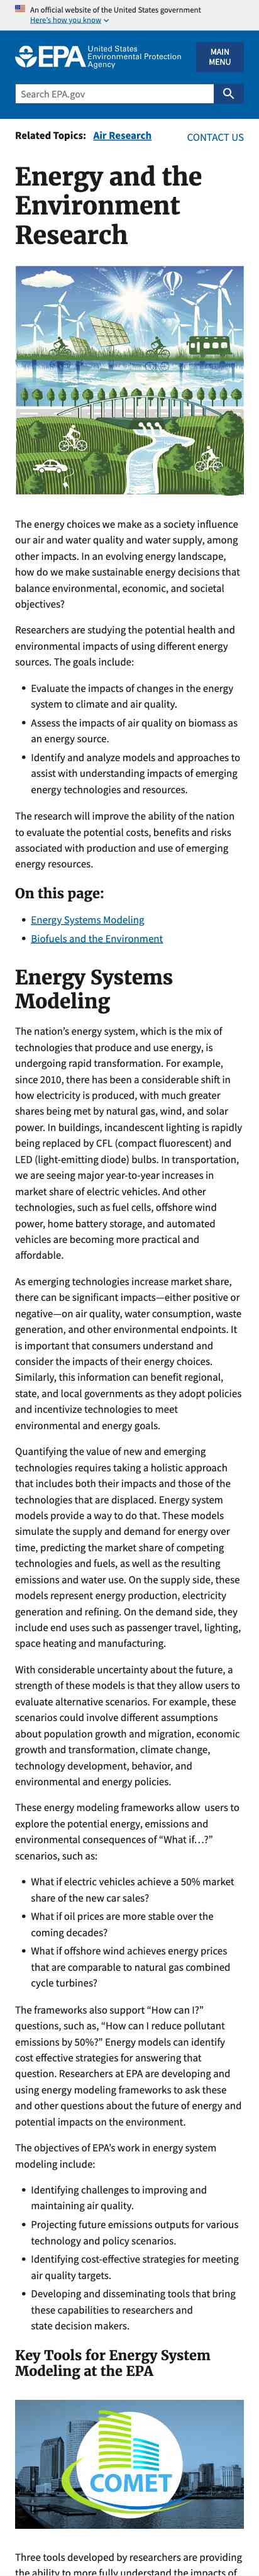 An official website of the United States government
Here's how you know
EPA United States
Environmental Protection
Agency
MAIN
MENU
Search EPA.gov
Related Topics: Air Research
CONTACT US
Energy and the
Environment
Research
The energy choices we make as a society influence
our air and water quality and water supply, among
other impacts. In an evolving energy landscape,
how do we make sustainable energy decisions that
balance environmental, economic, and societal
objectives?
Researchers are studying the potential health and
environmental impacts of using different energy
sources. The goals include:
• Evaluate the impacts of changes in the energy
system to climate and air quality.
• Assess the impacts of air quality on biomass as
an energy source.
• Identify and analyze models and approaches to
assist with understanding impacts of emerging
energy technologies and resources.
The research will improve the ability of the nation
to evaluate the potential costs, benefits and risks
associated with production and use of emerging
energy resources.
On this page:
• Energy Systems Modeling
• Biofuels and the Environment
Energy Systems
Modeling
The nation's energy system, which is the mix of
technologies that produce and use energy, is
undergoing rapid transformation. For example,
since 2010, there has been a considerable shift in
how electricity is produced, with much greater
shares being met by natural gas, wind, and solar
power. In buildings, incandescent lighting is rapidly
being replaced by CFL (compact fluorescent) and
LED (light-emitting diode) bulbs. In transportation,
we are seeing major year-to-year increases in
market share of electric vehicles. And other
technologies, such as fuel cells, offshore wind
power, home battery storage, and automated
vehicles are becoming more practical and
affordable.
As emerging technologies increase market share,
there can be significant impacts—either positive or
negative—on air quality, water consumption, waste
generation, and other environmental endpoints. It
is important that consumers understand and
consider the impacts of their energy choices.
Similarly, this information can benefit regional,
state, and local governments as they adopt policies
and incentivize technologies to meet
environmental and energy goals.
Quantifying the value of new and emerging
technologies requires taking a holistic approach
that includes both their impacts and those of the
technologies that are displaced. Energy system
models provide a way to do that. These models
simulate the supply and demand for energy over
time, predicting the market share of competing
technologies and fuels, as well as the resulting
emissions and water use. On the supply side, these
models represent energy production, electricity
generation and refining. On the demand side, they
include end uses such as passenger travel, lighting,
space heating and manufacturing.
With considerable uncertainty about the future, a
strength of these models is that they allow users to
evaluate alternative scenarios. For example, these
scenarios could involve different assumptions
about population growth and migration, economic
growth and transformation, climate change,
technology development, behavior, and
environmental and energy policies.
These energy modeling frameworks allow users to
explore the potential energy, emissions and
environmental consequences of “What if…?”
scenarios, such as:
• What if electric vehicles achieve a 50% market
share of the new car sales?
• What if oil prices are more stable over the
coming decades?
• What if offshore wind achieves energy prices
that are comparable to natural gas combined
cycle turbines?
The frameworks also support “How can I?”
questions, such as, “How can I reduce pollutant
emissions by 50%?” Energy models can identify
cost effective strategies for answering that
question. Researchers at EPA are developing and
using energy modeling frameworks to ask these
and other questions about the future of energy and
potential impacts on the environment.
The objectives of EPA's work in energy system
modeling include:
• Identifying challenges to improving and
maintaining air quality.
• Projecting future emissions outputs for various
technology and policy scenarios.
• Identifying cost-effective strategies for meeting
air quality targets.
• Developing and disseminating tools that bring
these capabilities to researchers and
state decision makers.
Key Tools for Energy System
Modeling at the EPA
COMET
Three tools developed by researchers are providing
the ability to more fully understand the impacts of